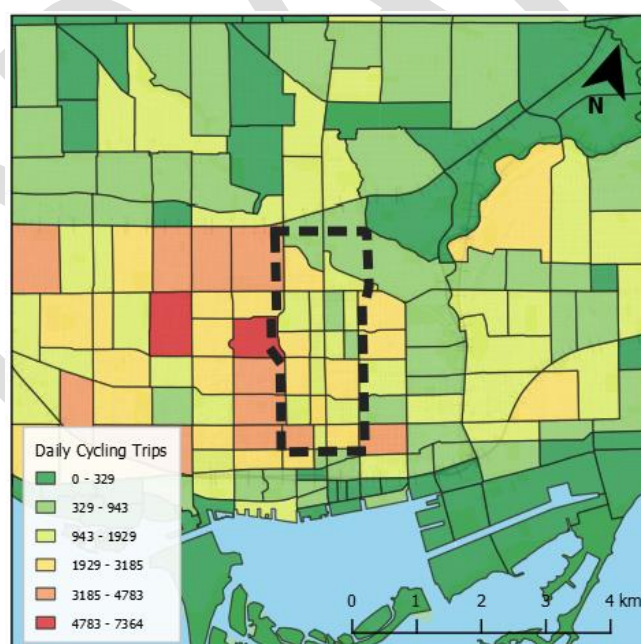 N
Daily Cycling Trips
0 - 329
329 - 943
943 - 1929
1929 - 3185
3185 - 4783
4783 - 7364
0 1 2 3 4 km